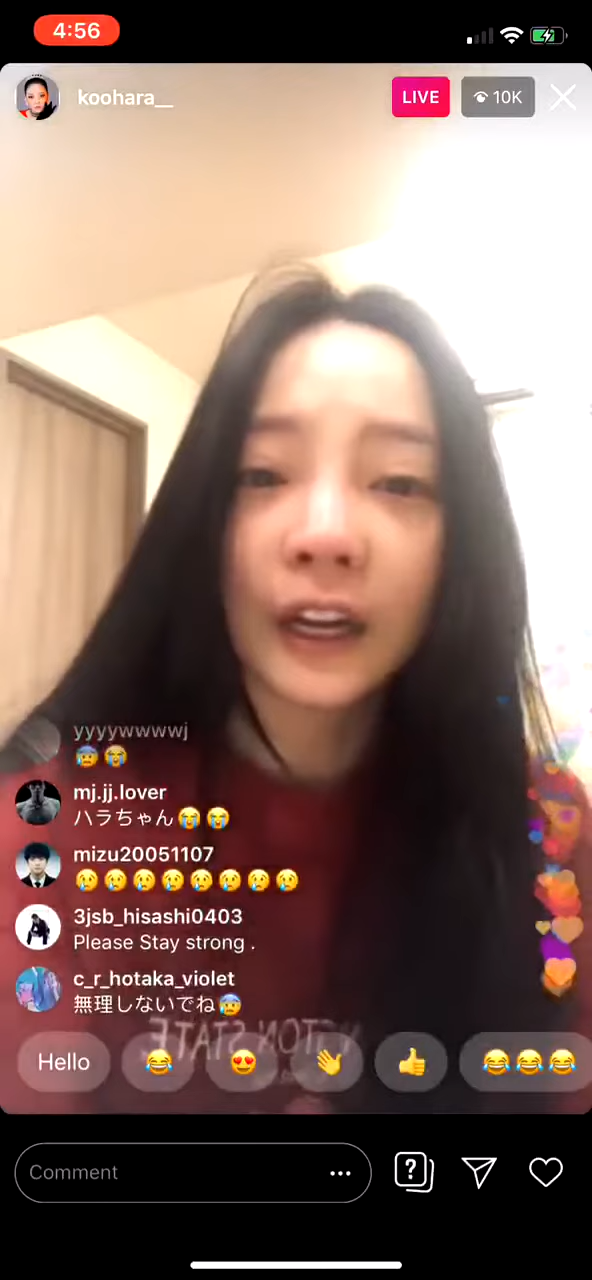 4:56
koohara__
LIVE
10K
yyyywwwwj
😰😭
mj.jj.lover
ハラちゃん😭😭
mizu20051107
😢😢😢😢😢😢😢😢
3jsb_hisashi0403
Please Stay strong .
c_r_hotaka_violet
無理しないでね😰
Hello
😂
😍
👋
👍
😂😂😂
Comment